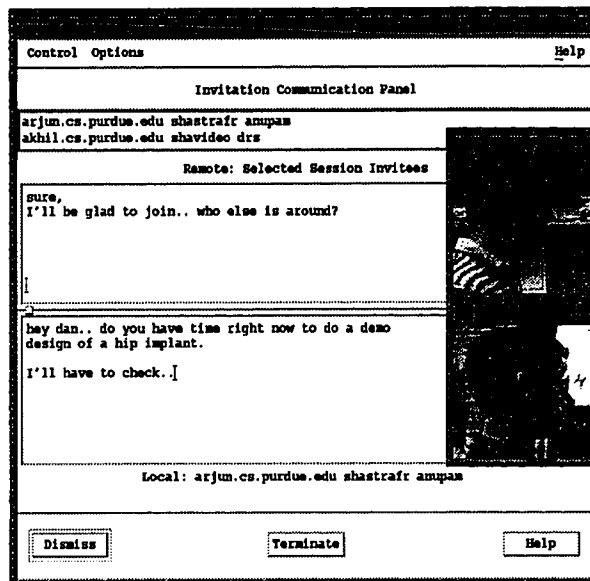 Control Options Help
Invitation Communication Panel
arjun.cs.purdue.edu shastrafr anupam
akhil.cs.purdue.edu shavideo drs
Remote: Selected Session Invitees
sure,
I'll be glad to join.. who else is around?
hey dan.. do you have time right now to do a demo
design of a hip implant.
I'll have to check..
Local: arjun.cs.purdue.edu shastrafr anupam
Dismiss Terminate Help